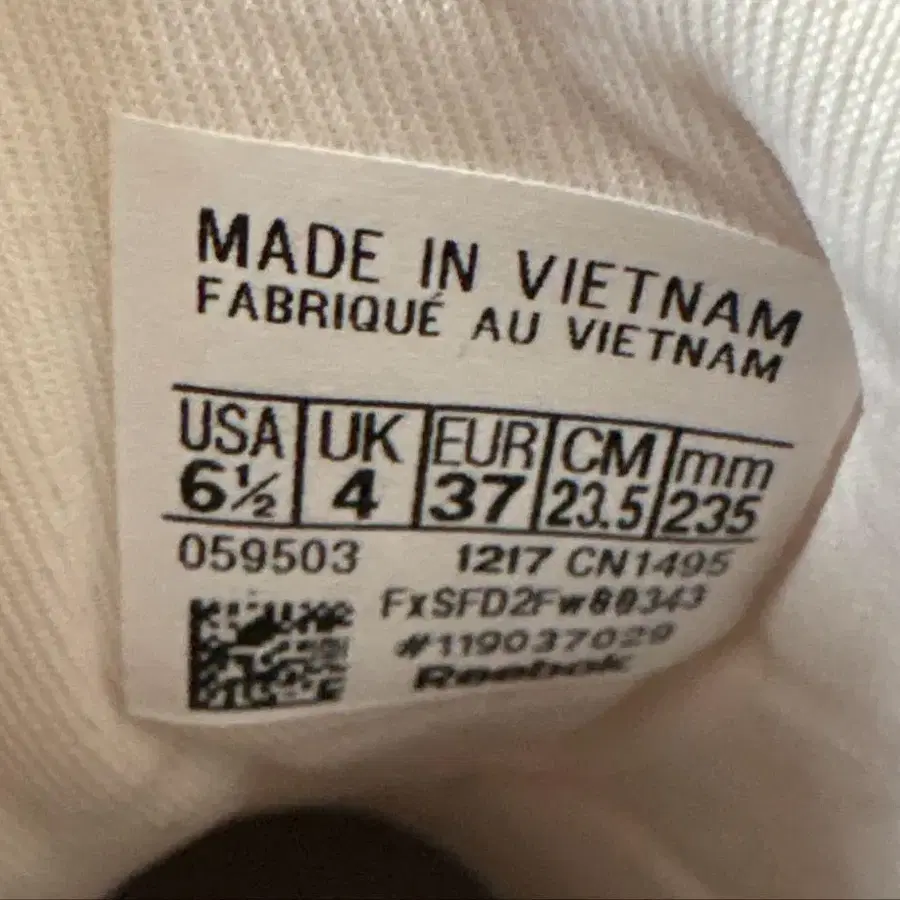 MADE IN VIETNAM
FABRIQUÉ AU VIETNAM
USA UK EUR CM mm
6½ 4 37 23.5 235
059503 1217 CN1495
FxSFD2Fw80343
#119037029
Reebok